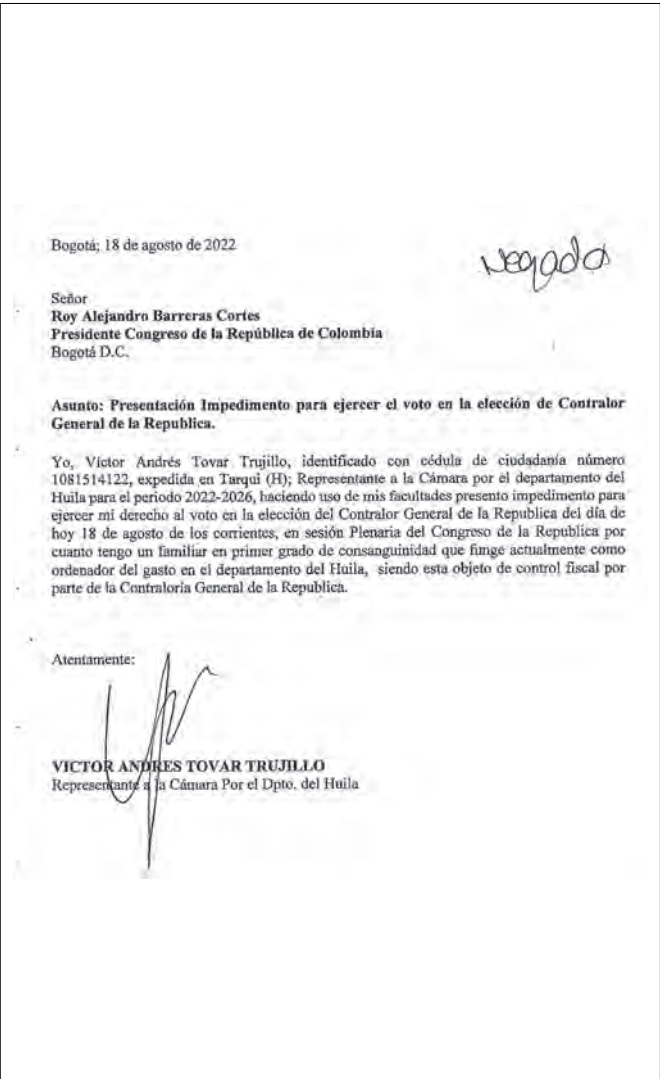 Bogotá; 18 de agosto de 2022
Negado
Señor
Roy Alejandro Barreras Cortes
Presidente Congreso de la República de Colombia
Bogotá D.C.
Asunto: Presentación Impedimento para ejercer el voto en la elección de Contralor
General de la Republica.
Yo, Víctor Andrés Tovar Trujillo, identificado con cédula de ciudadanía número
1081514122, expedida en Tarqui (H); Representante a la Cámara por el departamento del
Huila para el periodo 2022-2026, haciendo uso de mis facultades presento impedimento para
ejercer mi derecho al voto en la elección del Contralor General de la Republica del día de
hoy 18 de agosto de los corrientes, en sesión Plenaria del Congreso de la Republica por
cuanto tengo un familiar en primer grado de consanguinidad que funge actualmente como
ordenador del gasto en el departamento del Huila, siendo esta objeto de control fiscal por
parte de la Contraloría General de la Republica.
Atentamente:
VICTOR ANDRES TOVAR TRUJILLO
Representante a la Cámara Por el Dpto. del Huila